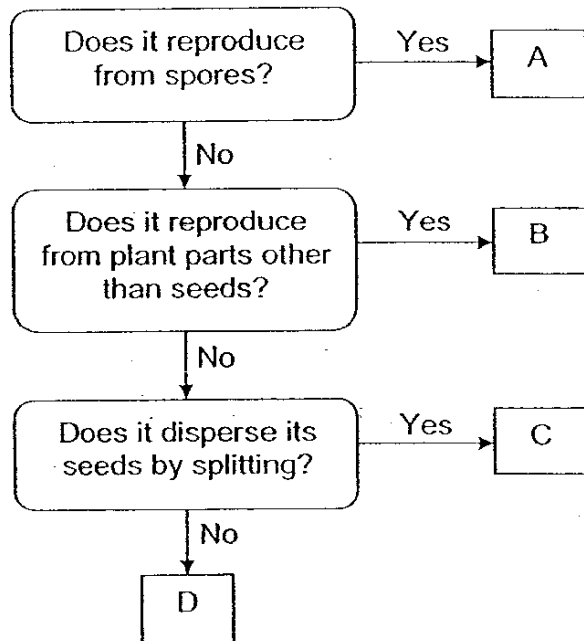 Does it reproduce
from spores?
Yes
A
No
Does it reproduce
from plant parts other
than seeds?
Yes
B
No
Does it disperse its
seeds by splitting?
Yes
C
No
D